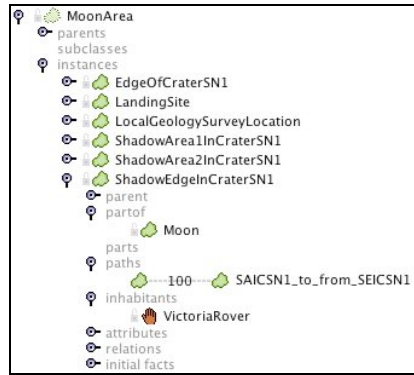 MoonArea
parents
subclasses
instances
EdgeOfCraterSN1
LandingSite
LocalGeologySurveyLocation
ShadowArea1InCraterSN1
ShadowArea2InCraterSN1
ShadowEdgeInCraterSN1
parent
partof
Moon
parts
paths
100 SAICSN1_to_from_SEICSN1
inhabitants
VictoriaRover
attributes
relations
initial facts